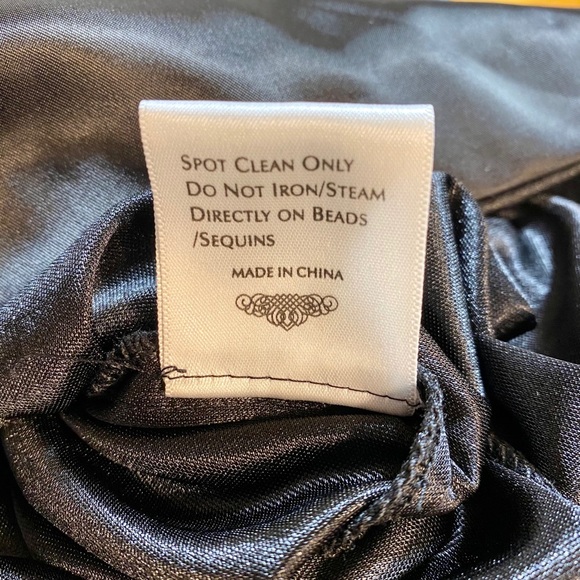 SPOT CLEAN ONLY
DO NOT IRON/STEAM
DIRECTLY ON BEADS
/SEQUINS
MADE IN CHINA